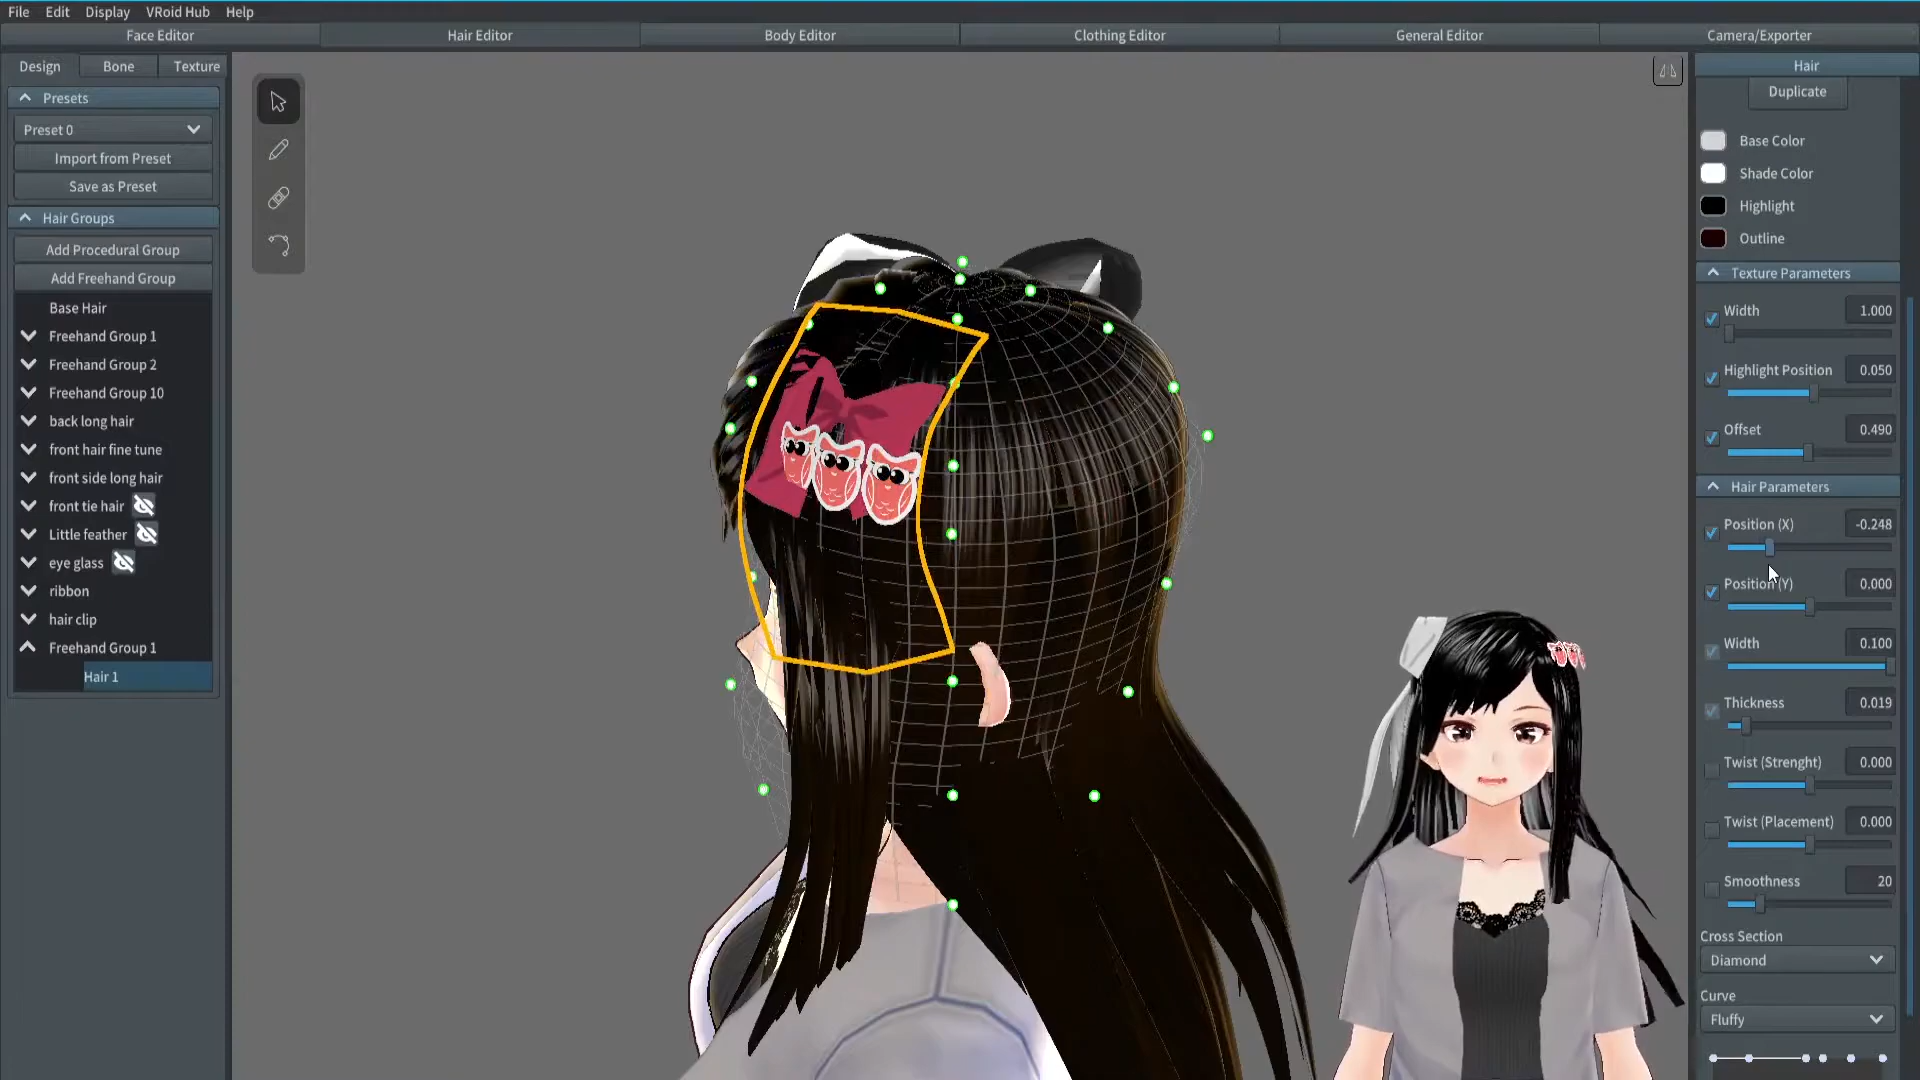 File Edit Display VRoid Hub Help
Face Editor Hair Editor Body Editor Clothing Editor General Editor Camera/Exporter
Design Bone Texture
Presets
Preset 0
Import from Preset
Save as Preset
Hair Groups
Add Procedural Group
Add Freehand Group
Base Hair
Freehand Group 1
Freehand Group 2
Freehand Group 10
back long hair
front hair fine tune
front side long hair
front tie hair
Little feather
eye glass
ribbon
hair clip
Freehand Group 1
Hair 1
Hair
Duplicate
Base Color
Shade Color
Highlight
Outline
Texture Parameters
Width 1.000
Highlight Position 0.050
Offset 0.490
Hair Parameters
Position (X) -0.248
Position (Y) 0.000
Width 0.100
Thickness 0.019
Twist (Strenght) 0.000
Twist (Placement) 0.000
Smoothness 20
Cross Section
Diamond
Curve
Fluffy